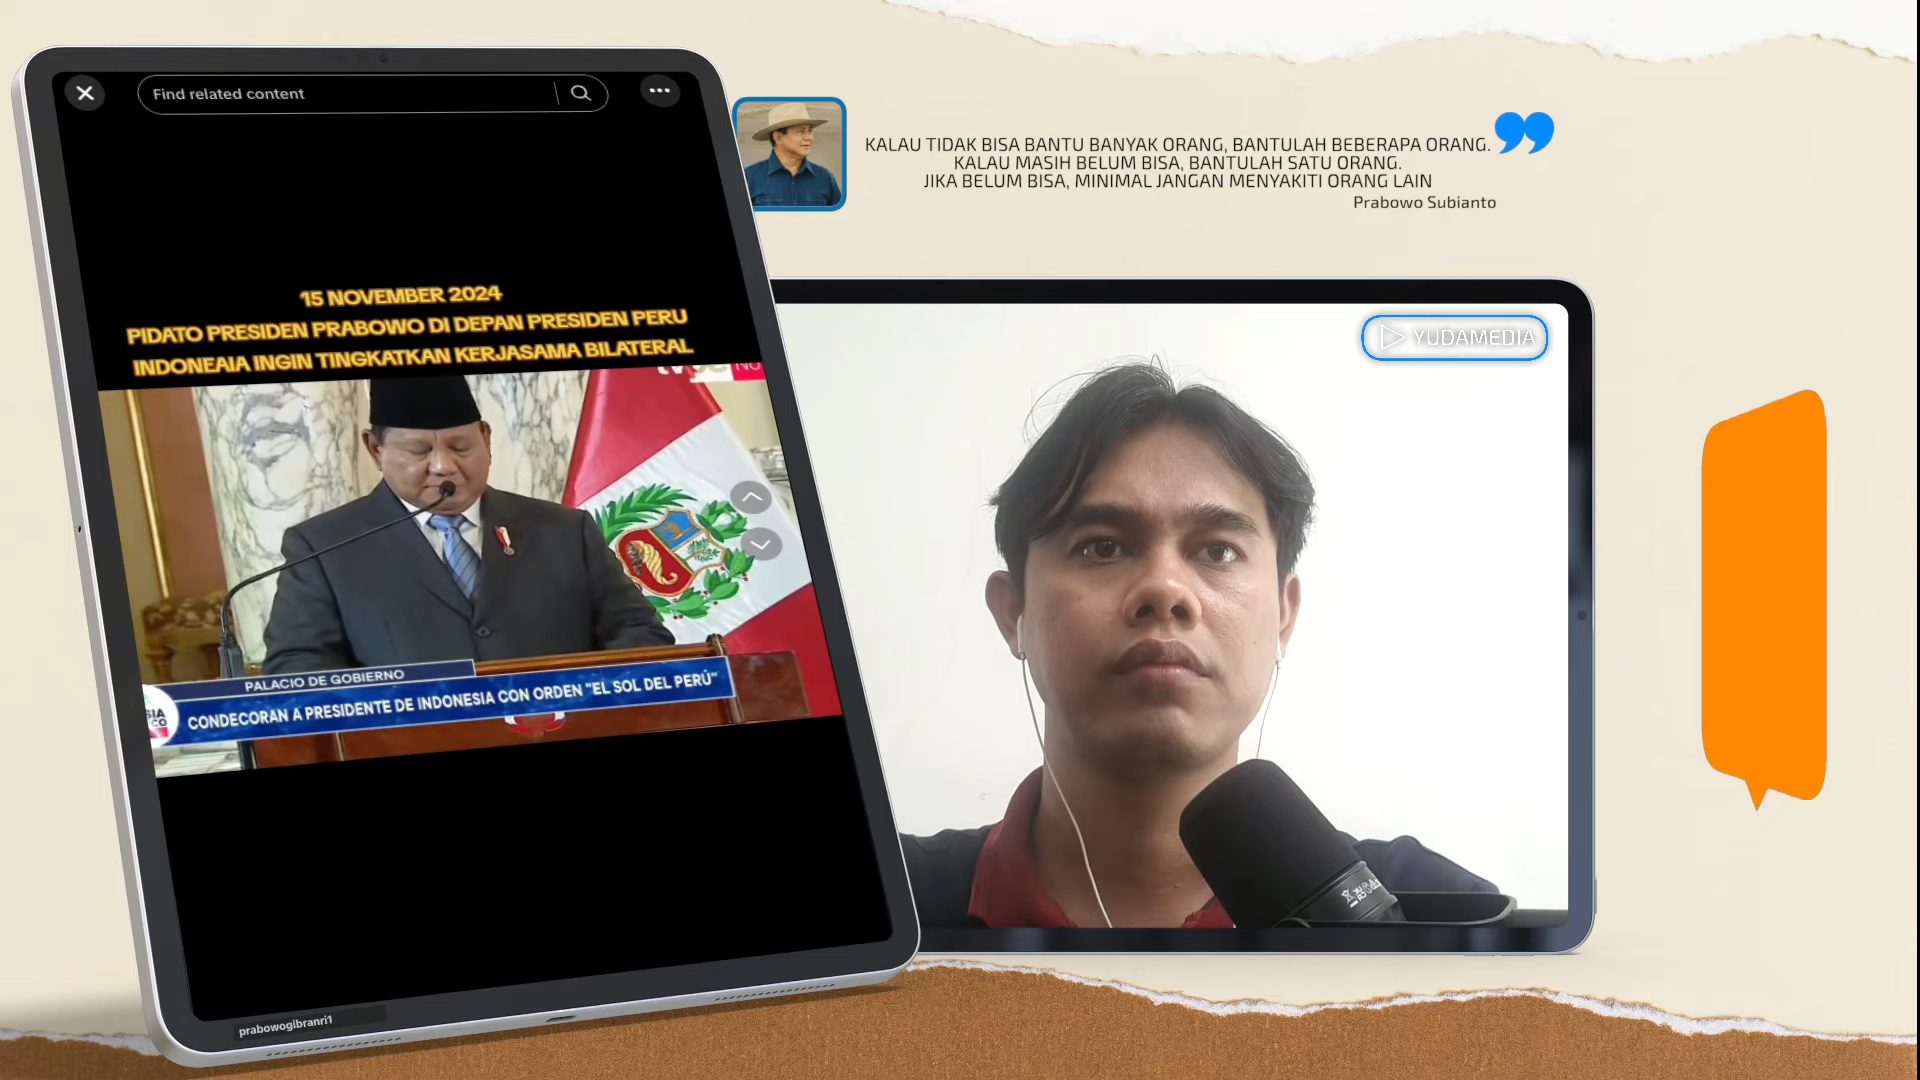 Find related content
KALAU TIDAK BISA BANTU BANYAK ORANG, BANTULAH BEBERAPA ORANG.
KALAU MASIH BELUM BISA, BANTULAH SATU ORANG.
JIKA BELUM BISA, MINIMAL JANGAN MENYAKITI ORANG LAIN
Prabowo Subianto
15 NOVEMBER 2024
PIDATO PRESIDEN PRABOWO DI DEPAN PRESIDEN PERU
INDONEAIA INGIN TINGKATKAN KERJASAMA BILATERAL
YUDAMEDIA
PALACIO DE GOBIERNO
CONDECORAN A PRESIDENTE DE INDONESIA CON ORDEN "EL SOL DEL PERÚ"
prabowogibranri1